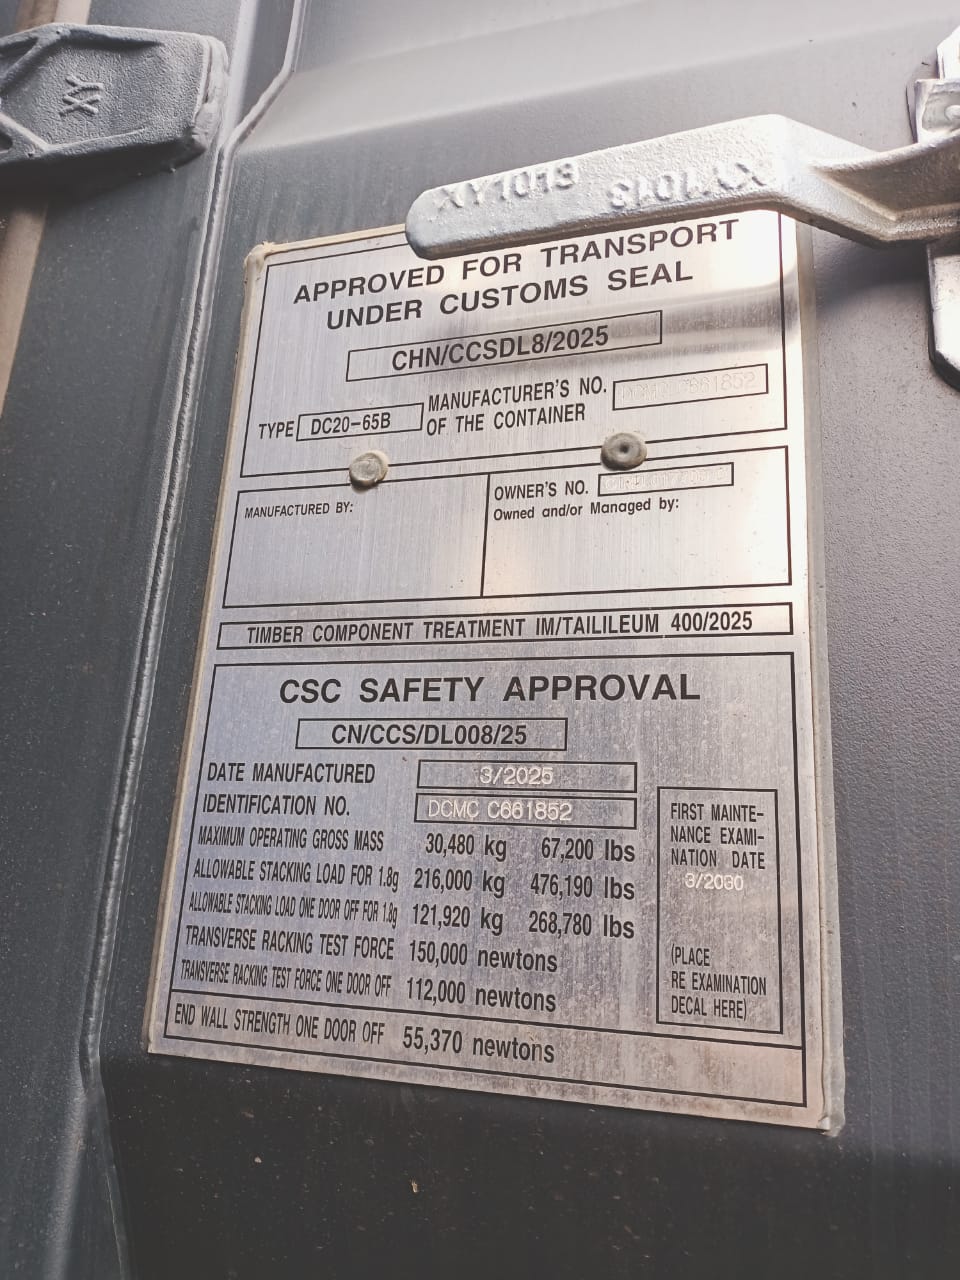 XY
XY1013 XY1013
APPROVED FOR TRANSPORT
UNDER CUSTOMS SEAL
CHN/CCSDL8/2025
TYPE DC20-65B
MANUFACTURER'S NO. DCMC C661852
OF THE CONTAINER
MANUFACTURED BY:
OWNER'S NO.
Owned and/or Managed by:
TIMBER COMPONENT TREATMENT IM/TAILILEUM 400/2025
CSC SAFETY APPROVAL
CN/CCS/DL008/25
DATE MANUFACTURED 3/2025
IDENTIFICATION NO. DCMC C661852
MAXIMUM OPERATING GROSS MASS 30,480 kg 67,200 lbs
ALLOWABLE STACKING LOAD FOR 1.8g 216,000 kg 476,190 lbs
ALLOWABLE STACKING LOAD ONE DOOR OFF FOR 1.8g 121,920 kg 268,780 lbs
TRANSVERSE RACKING TEST FORCE 150,000 newtons
TRANSVERSE RACKING TEST FORCE ONE DOOR OFF 112,000 newtons
END WALL STRENGTH ONE DOOR OFF 55,370 newtons
FIRST MAINTE-
NANCE EXAMI-
NATION DATE
3/2030
(PLACE
RE EXAMINATION
DECAL HERE)